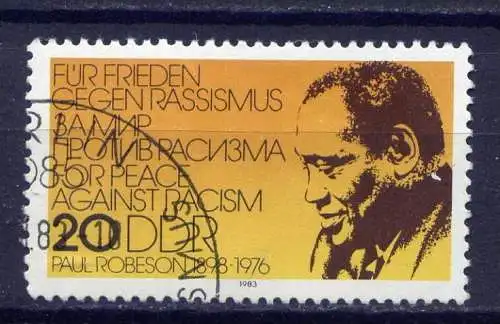 FÜR FRIEDEN
GEGEN RASSISMUS
ЗА МИР
ПРОТИВ РАСИЗМА
FOR PEACE
AGAINST RACISM
20 DDR
PAUL ROBESON 1898-1976
1983